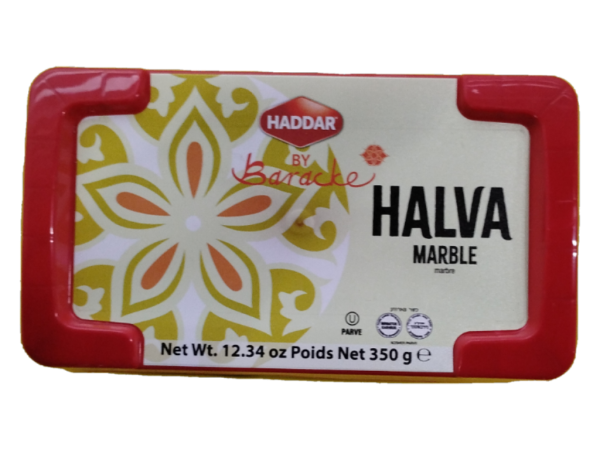 HADDAR
BY
Baracke
HALVA
MARBLE
marbre
PARVE
Net Wt. 12.34 oz Poids Net 350 g e